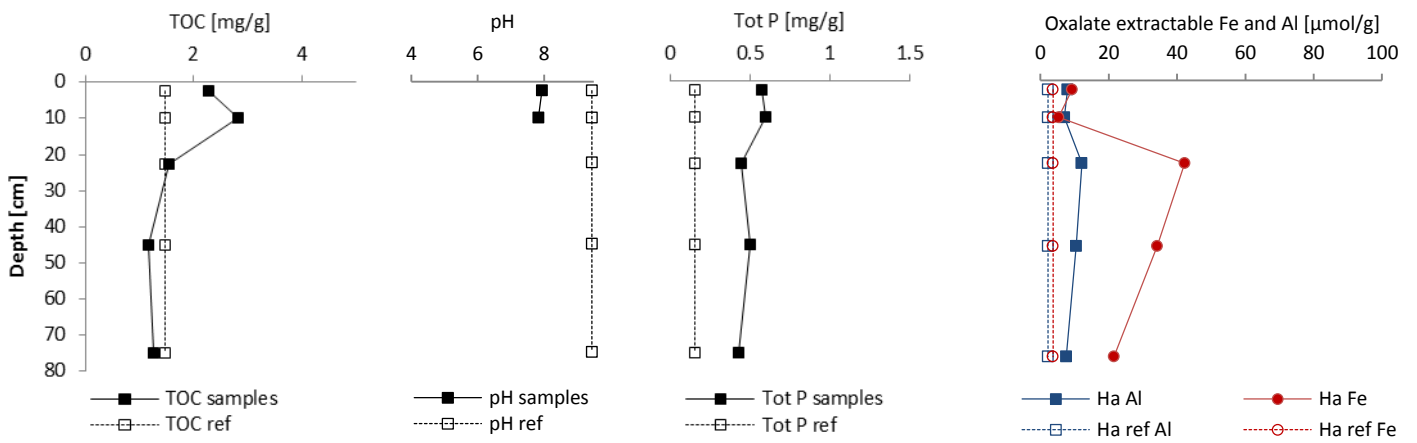 TOC [mg/g]
0 2 4
pH
4 6 8
Tot P [mg/g]
0 0.5 1 1.5
Oxalate extractable Fe and Al [µmol/g]
0 20 40 60 80 100
Depth [cm]
0
10
20
30
40
50
60
70
80
TOC samples
TOC ref
pH samples
pH ref
Tot P samples
Tot P ref
Ha Al
Ha Fe
Ha ref Al
Ha ref Fe